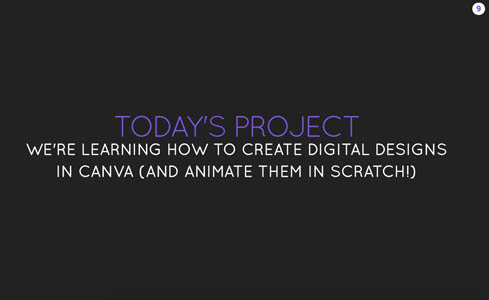 9
TODAY'S PROJECT
WE'RE LEARNING HOW TO CREATE DIGITAL DESIGNS
IN CANVA (AND ANIMATE THEM IN SCRATCH!)